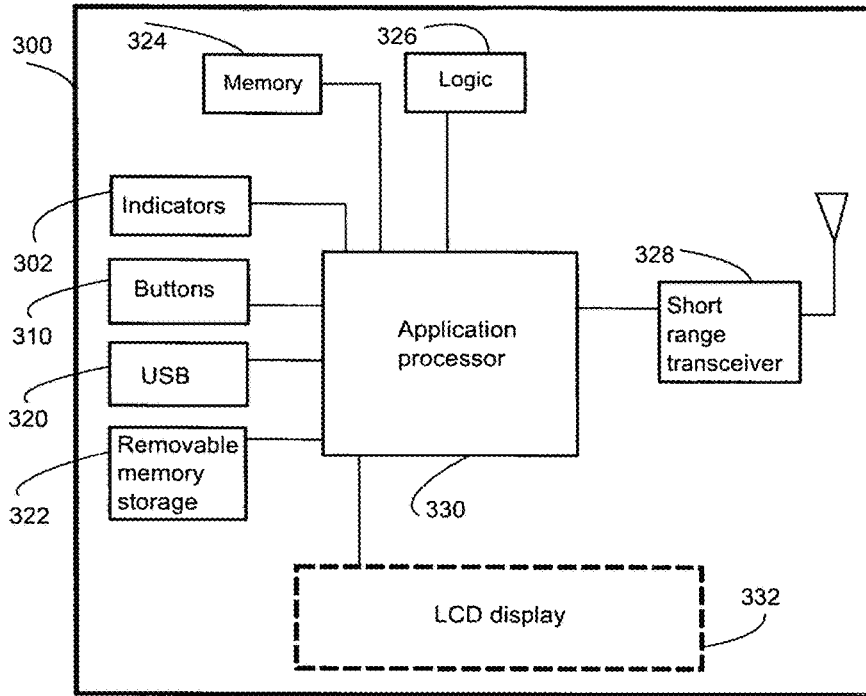 300
324
Memory
326
Logic
Indicators
302
Buttons
310
USB
320
Removable
memory
storage
322
Application
processor
330
328
Short
range
transceiver
LCD display
332